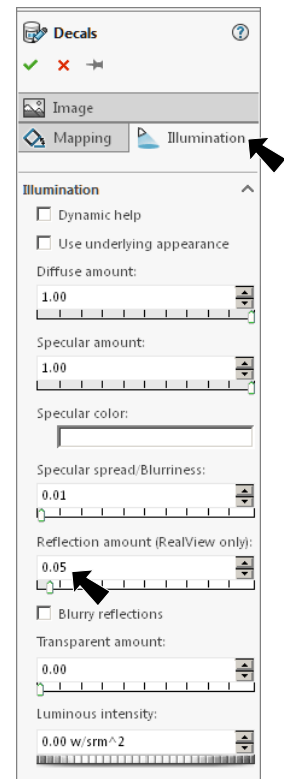 Decals
Image
Mapping
Illumination
Illumination
Dynamic help
Use underlying appearance
Diffuse amount:
1.00
Specular amount:
1.00
Specular color:
Specular spread/Blurriness:
0.01
Reflection amount (RealView only):
0.05
Blurry reflections
Transparent amount:
0.00
Luminous intensity:
0.00 w/srm^2